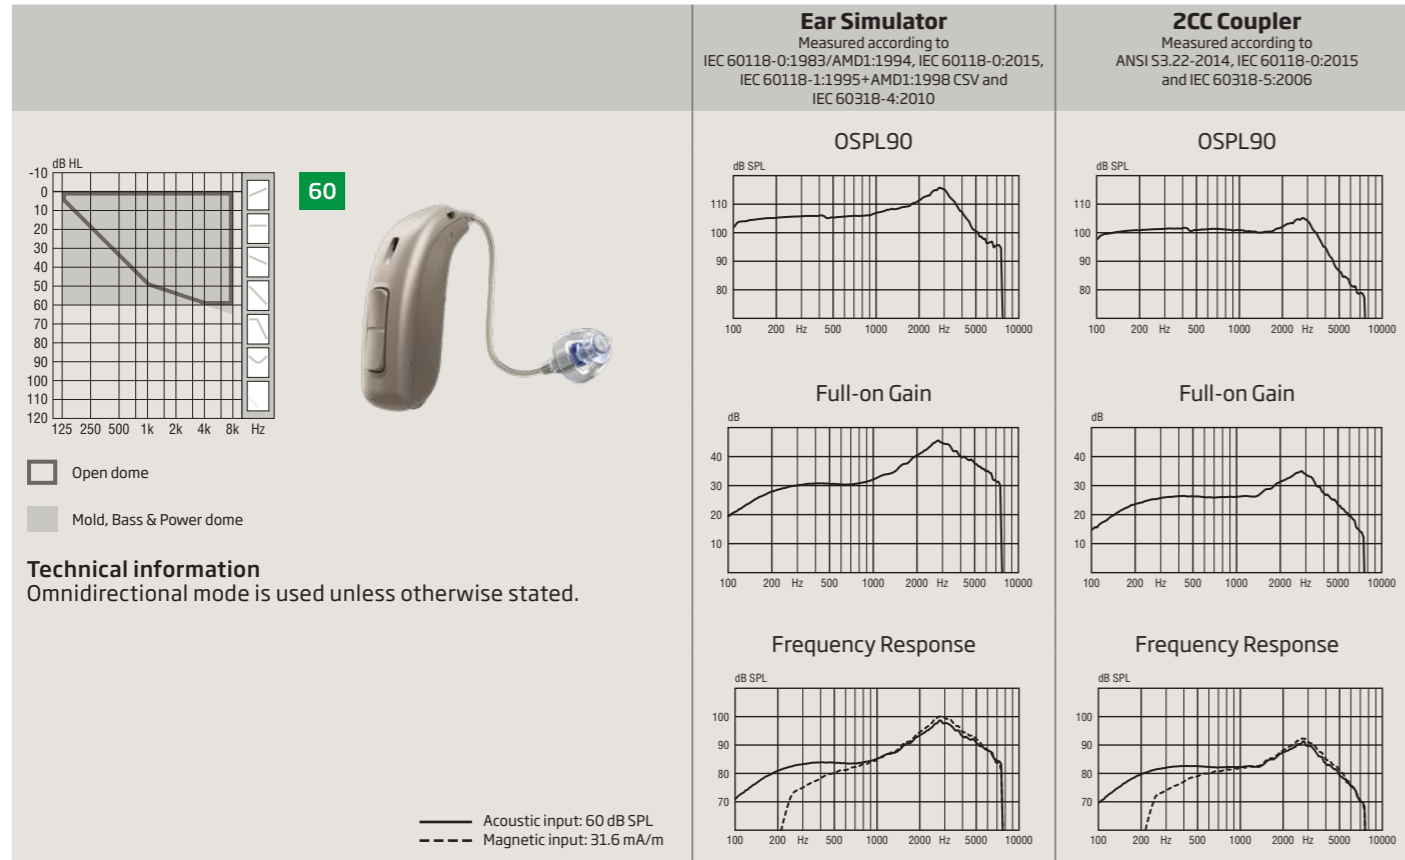 Ear Simulator
Measured according to
IEC 60118-0:1983/AMD1:1994, IEC 60118-0:2015,
IEC 60118-1:1995+AMD1:1998 CSV and
IEC 60318-4:2010
2CC Coupler
Measured according to
ANSI S3.22-2014, IEC 60118-0:2015
and IEC 60318-5:2006
dB HL
-10
0
10
20
30
40
50
60
70
80
90
100
110
120
125 250 500 1k 2k 4k 8k Hz
60
Open dome
Mold, Bass & Power dome
Technical information
Omnidirectional mode is used unless otherwise stated.
Acoustic input: 60 dB SPL
Magnetic input: 31.6 mA/m
OSPL90
dB SPL
110
100
90
80
100 200 Hz 500 1000 2000 Hz 5000 10000
Full-on Gain
dB
40
30
20
10
100 200 Hz 500 1000 2000 Hz 5000 10000
Frequency Response
dB SPL
100
90
80
70
100 200 Hz 500 1000 2000 Hz 5000 10000
OSPL90
dB SPL
110
100
90
80
100 200 Hz 500 1000 2000 Hz 5000 10000
Full-on Gain
dB
40
30
20
10
100 200 Hz 500 1000 2000 Hz 5000 10000
Frequency Response
dB SPL
100
90
80
70
100 200 Hz 500 1000 2000 Hz 5000 10000